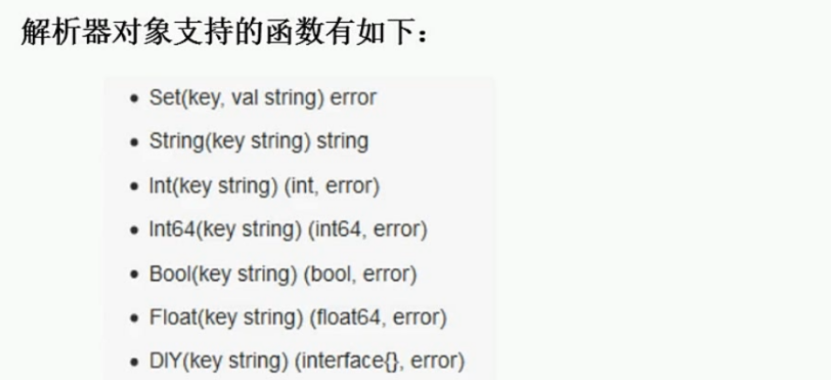 解析器对象支持的函数有如下：
• Set(key, val string) error
• String(key string) string
• Int(key string) (int, error)
• Int64(key string) (int64, error)
• Bool(key string) (bool, error)
• Float(key string) (float64, error)
• DIY(key string) (interface{}, error)